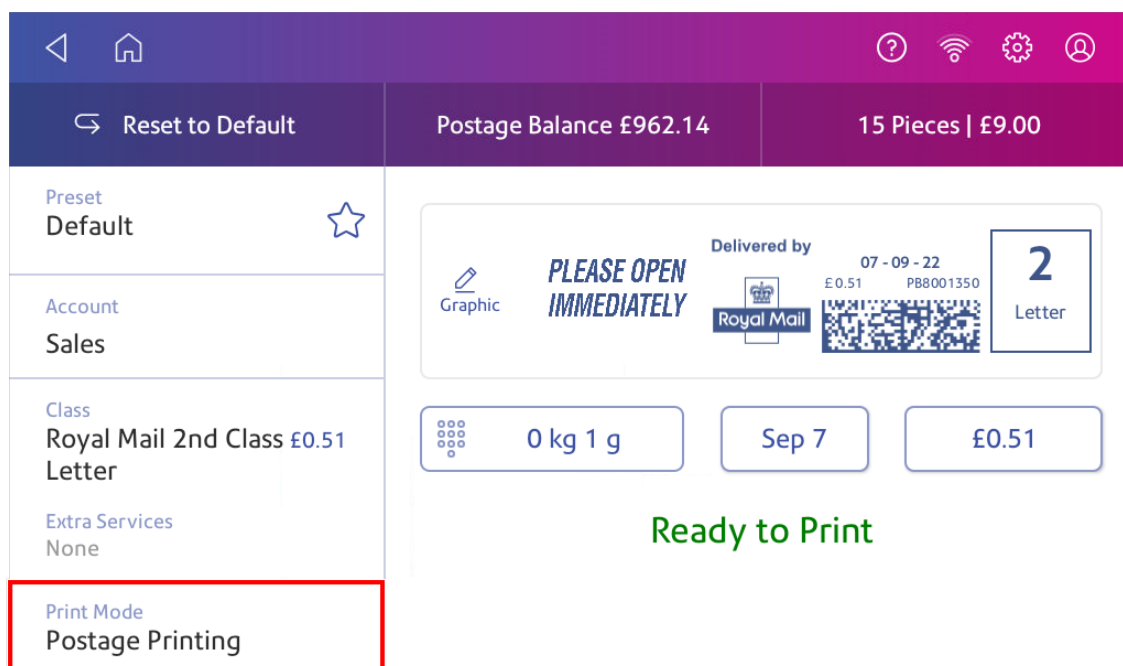 Reset to Default
Postage Balance £962.14
15 Pieces | £9.00
Preset
Default
Account
Sales
Class
Royal Mail 2nd Class £0.51
Letter
Extra Services
None
Print Mode
Postage Printing
Graphic
PLEASE OPEN
IMMEDIATELY
Delivered by
Royal Mail
07 - 09 - 22
£0.51 PB8001350
2
Letter
0 kg 1 g
Sep 7
£0.51
Ready to Print